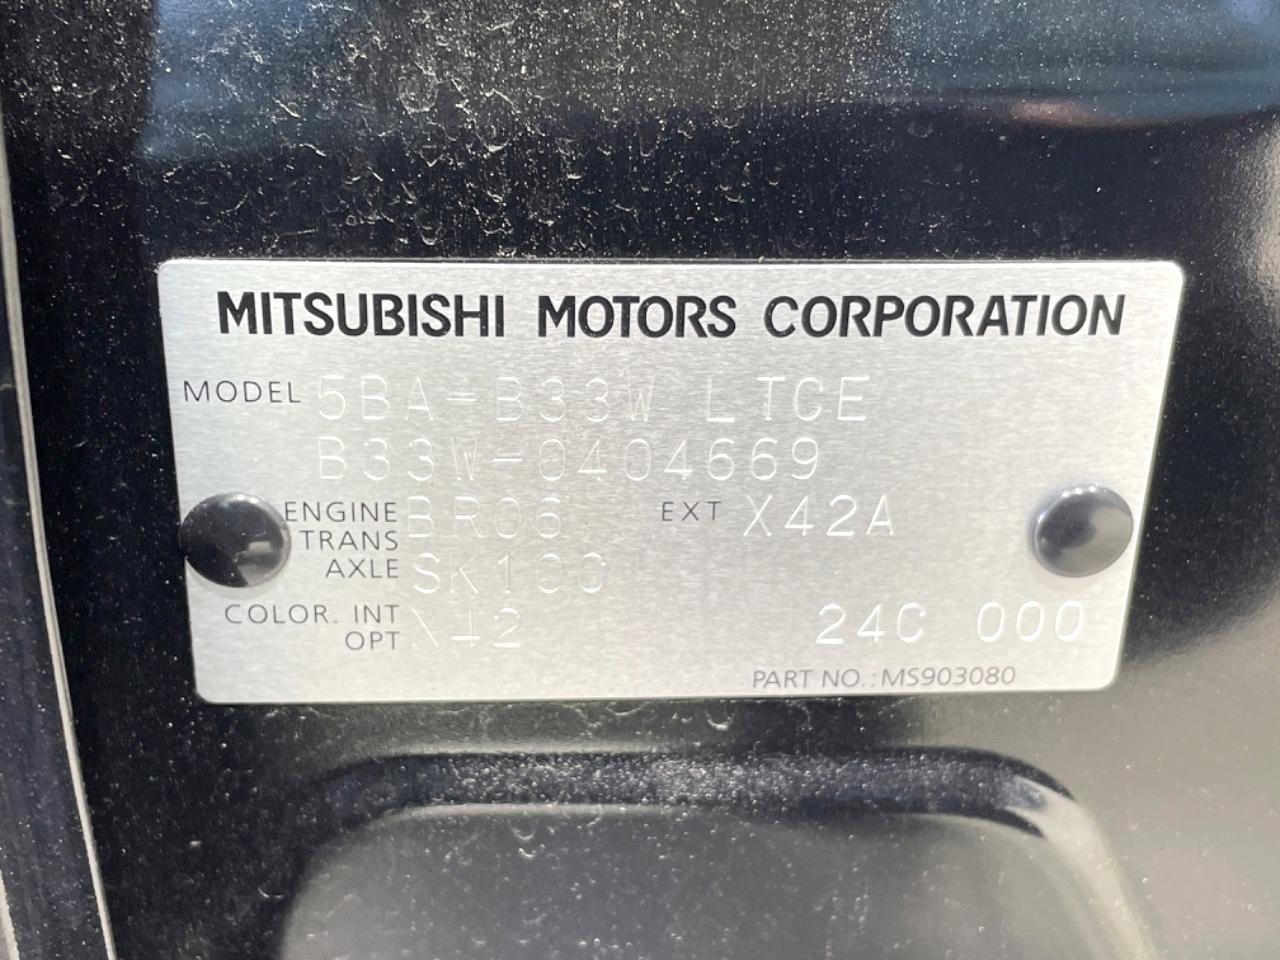 MITSUBISHI MOTORS CORPORATION
MODEL 5BA-B33W LTCE
B33W-0404669
ENGINE BR06 EXT X42A
TRANS
AXLE SK1CC
COLOR. INT X42 24C 000
OPT
PART NO.: MS903080